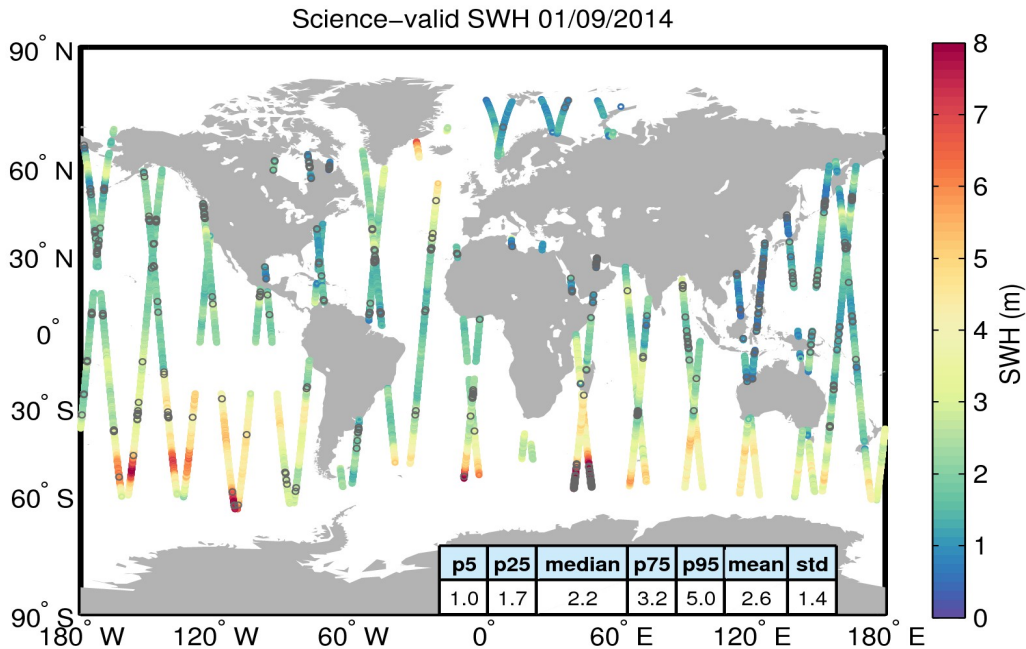 Science−valid SWH 01/09/2014
90° N
60° N
30° N
0°
30° S
60° S
90° S
180° W
120° W
60° W
0°
60° E
120° E
180° E
p5 p25 median p75 p95 mean std
1.0 1.7 2.2 3.2 5.0 2.6 1.4
8
7
6
5
4
3
2
1
0
SWH (m)